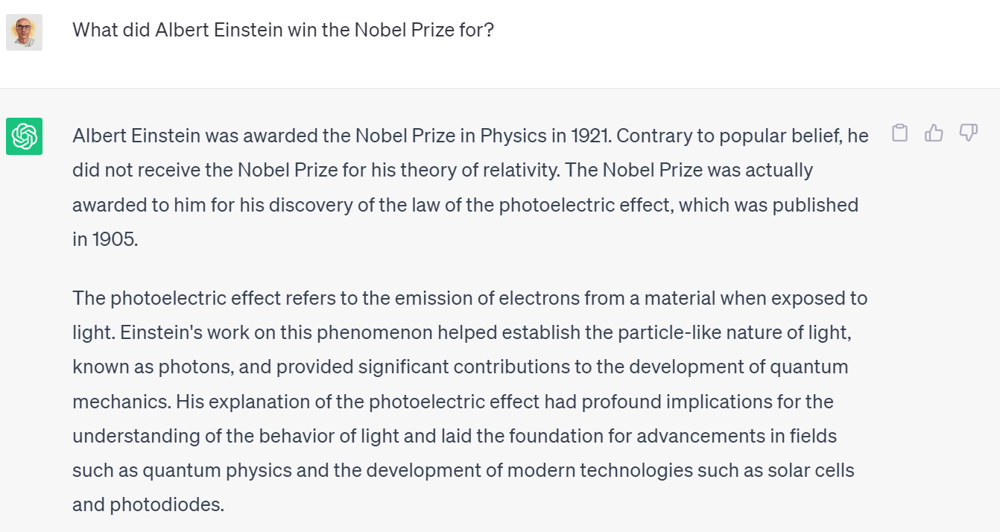 What did Albert Einstein win the Nobel Prize for?
Albert Einstein was awarded the Nobel Prize in Physics in 1921. Contrary to popular belief, he
did not receive the Nobel Prize for his theory of relativity. The Nobel Prize was actually
awarded to him for his discovery of the law of the photoelectric effect, which was published
in 1905.
The photoelectric effect refers to the emission of electrons from a material when exposed to
light. Einstein's work on this phenomenon helped establish the particle-like nature of light,
known as photons, and provided significant contributions to the development of quantum
mechanics. His explanation of the photoelectric effect had profound implications for the
understanding of the behavior of light and laid the foundation for advancements in fields
such as quantum physics and the development of modern technologies such as solar cells
and photodiodes.